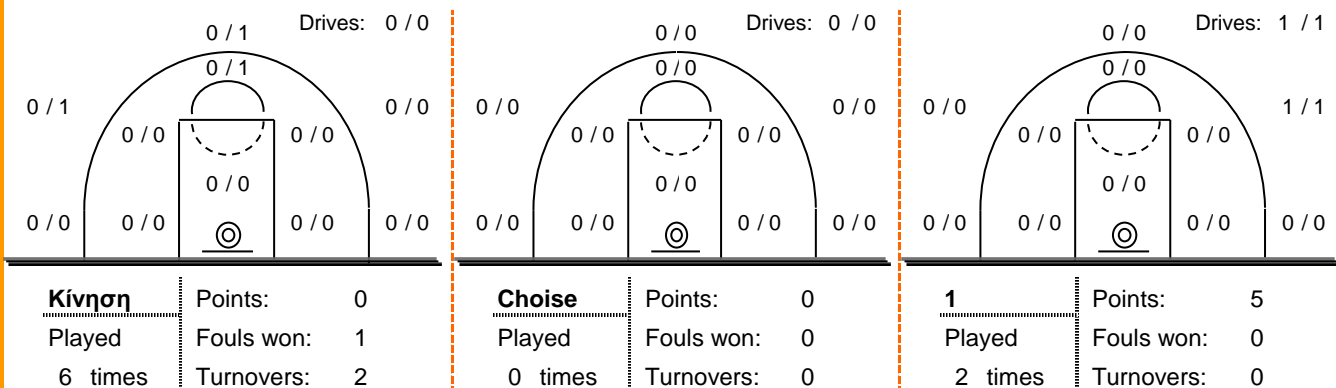 Drives: 0 / 0
0 / 1
0 / 1
0 / 1
0 / 0
0 / 0
0 / 0
0 / 0
0 / 0
0 / 0
0 / 0
0 / 0
Κίνηση
Played
6 times
Points: 0
Fouls won: 1
Turnovers: 2
Drives: 0 / 0
0 / 0
0 / 0
0 / 0
0 / 0
0 / 0
0 / 0
0 / 0
0 / 0
0 / 0
0 / 0
0 / 0
Choise
Played
0 times
Points: 0
Fouls won: 0
Turnovers: 0
Drives: 1 / 1
0 / 0
0 / 0
0 / 0
1 / 1
0 / 0
0 / 0
0 / 0
0 / 0
0 / 0
0 / 0
0 / 0
1
Played
2 times
Points: 5
Fouls won: 0
Turnovers: 0